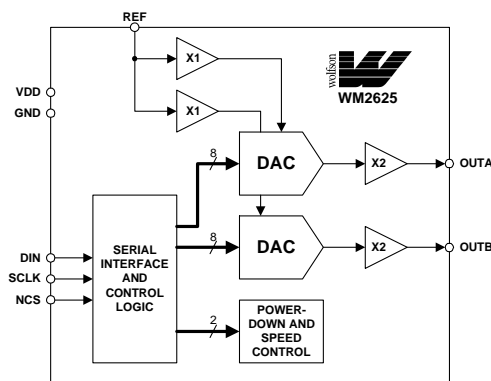 REF
X1
wolfson
WM2625
VDD
X1
GND
8
DAC
X2
OUTA
8
SERIAL
INTERFACE
AND
CONTROL
LOGIC
DAC
X2
OUTB
DIN
SCLK
NCS
2
POWER-
DOWN AND
SPEED
CONTROL